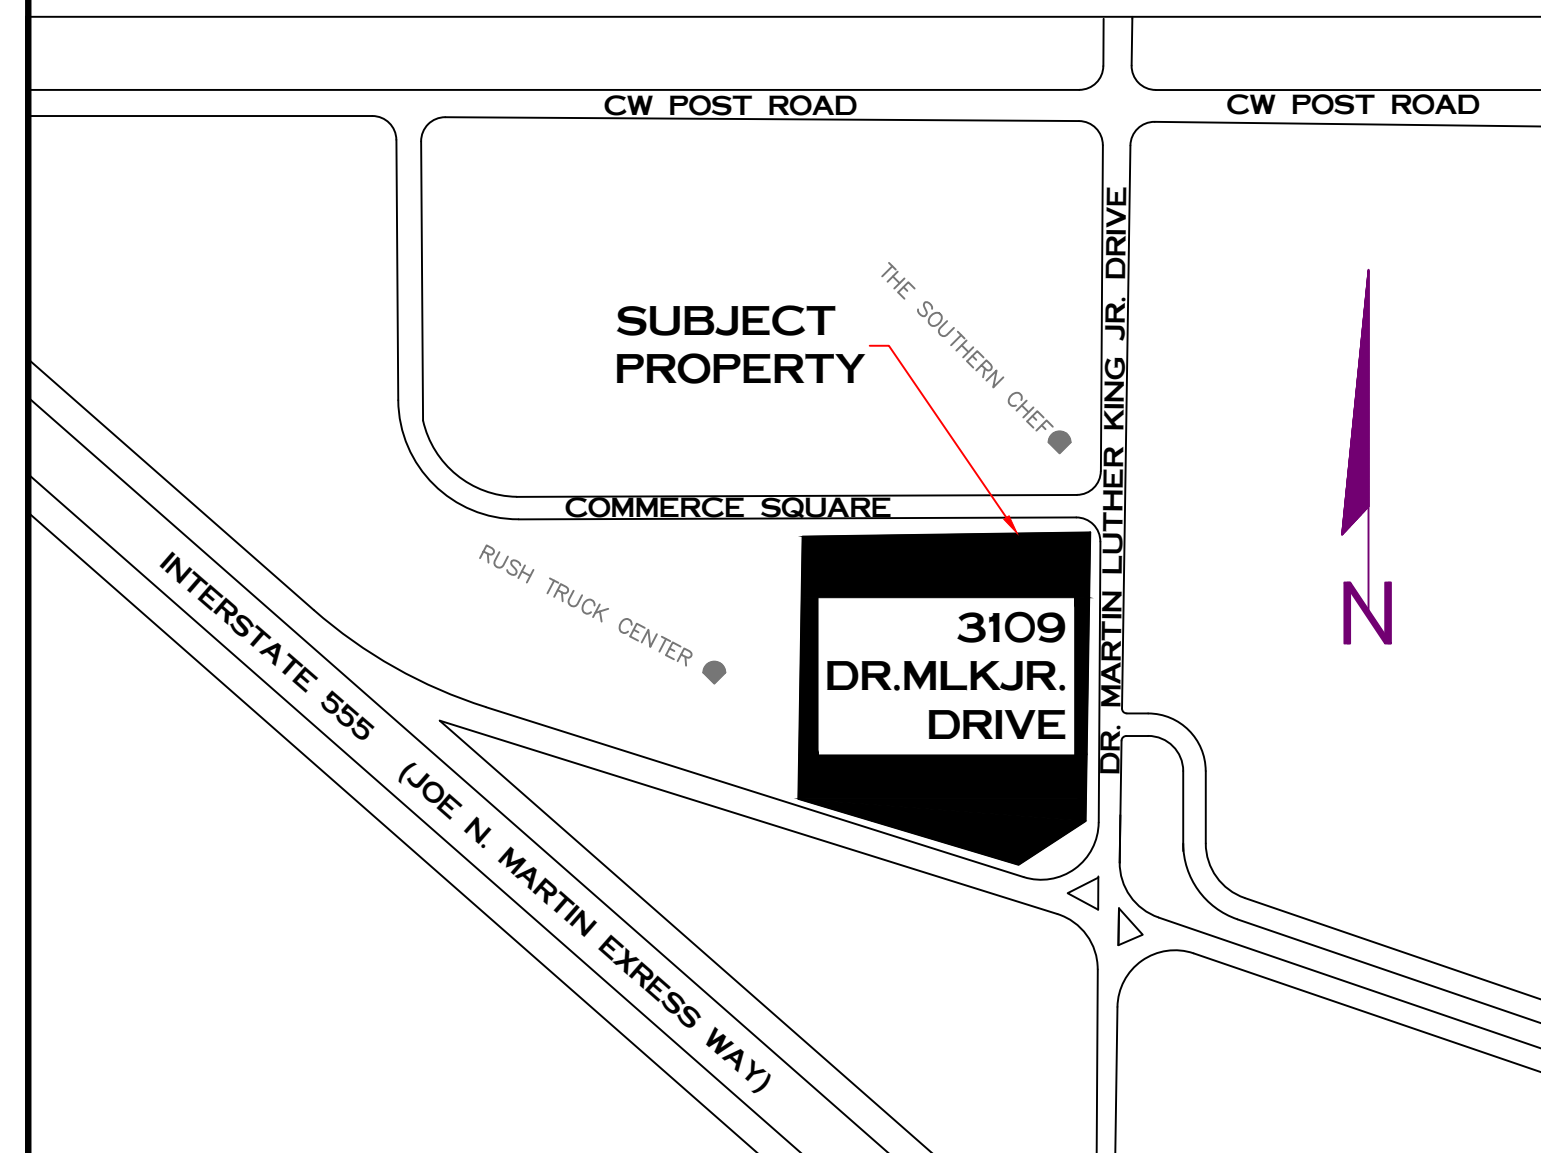 CW POST ROAD
CW POST ROAD
DR. MARTIN LUTHER KING JR. DRIVE
THE SOUTHERN CHEF
SUBJECT
PROPERTY
COMMERCE SQUARE
RUSH TRUCK CENTER
3109
DR.MLKJR.
DRIVE
N
INTERSTATE 555 (JOE N. MARTIN EXRESS WAY)